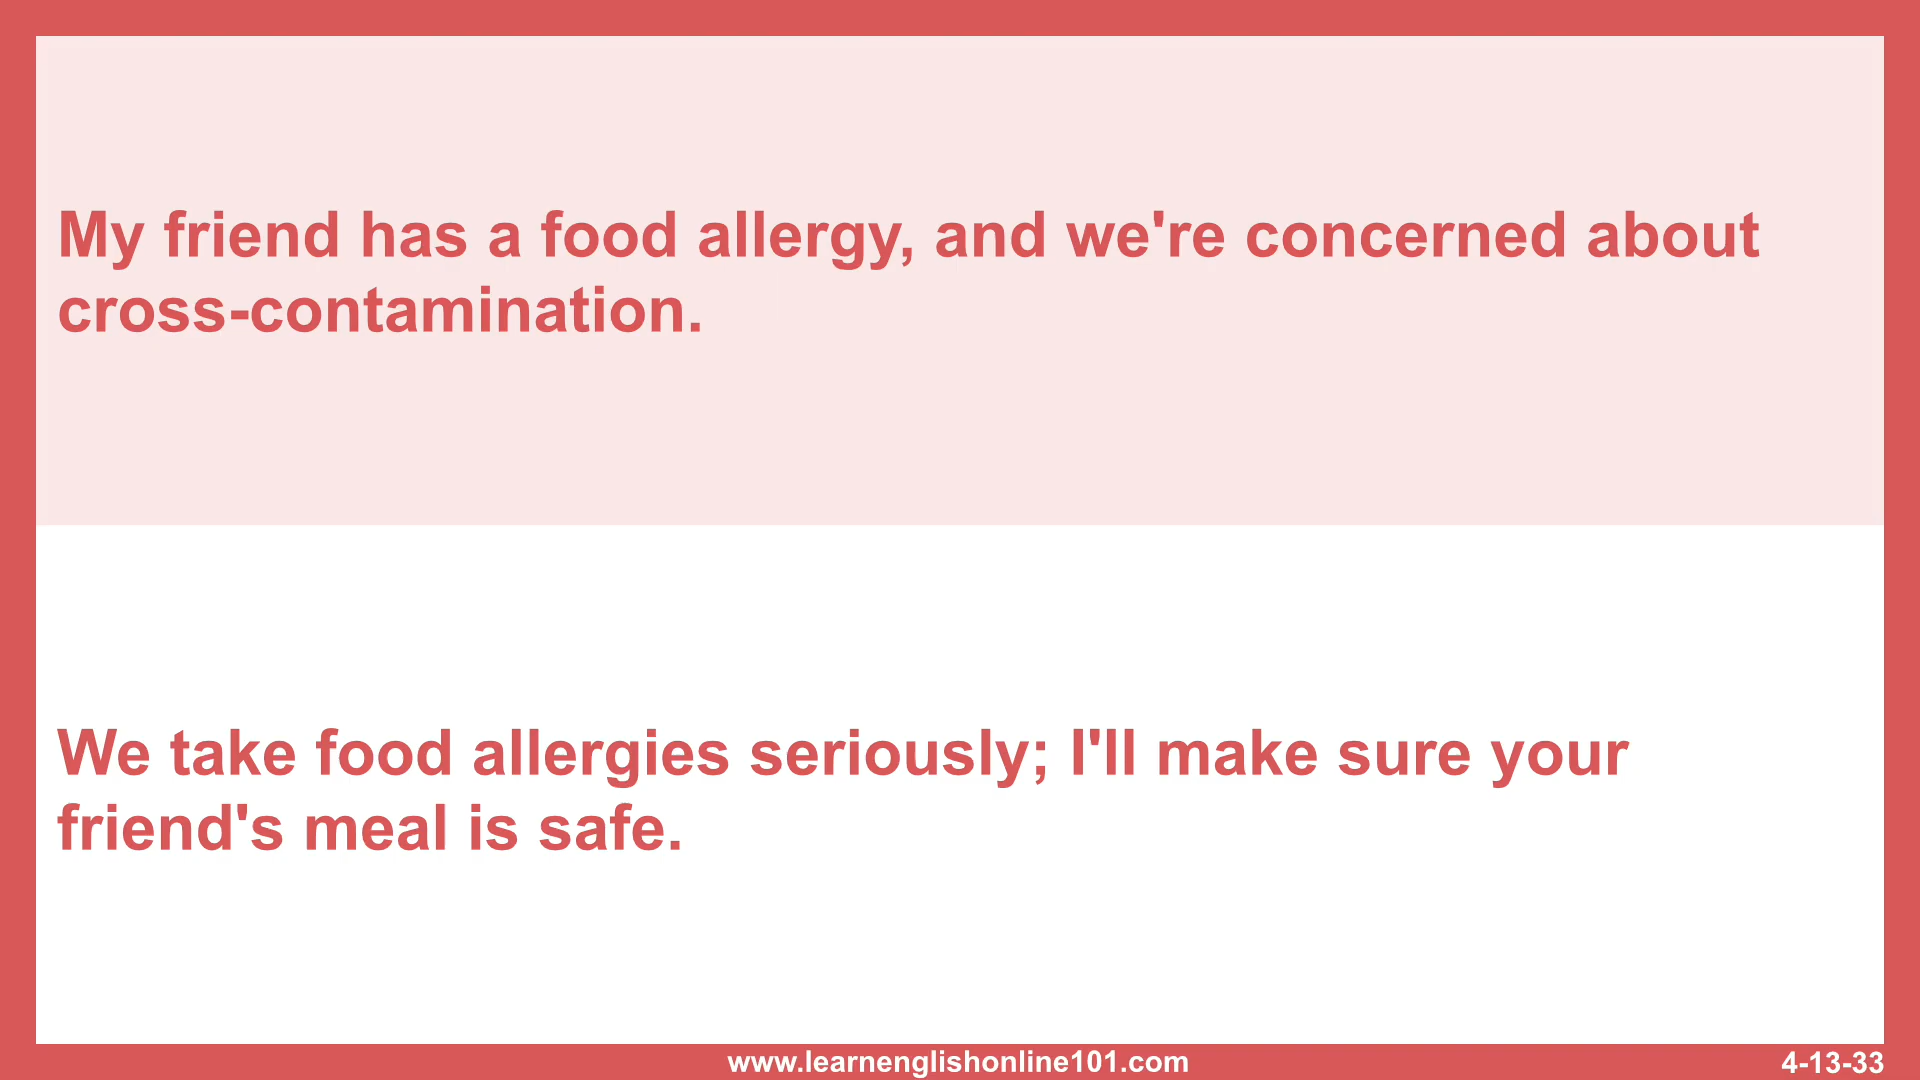 My friend has a food allergy, and we're concerned about
cross-contamination.
We take food allergies seriously; I'll make sure your
friend's meal is safe.
www.learnenglishonline101.com
4-13-33